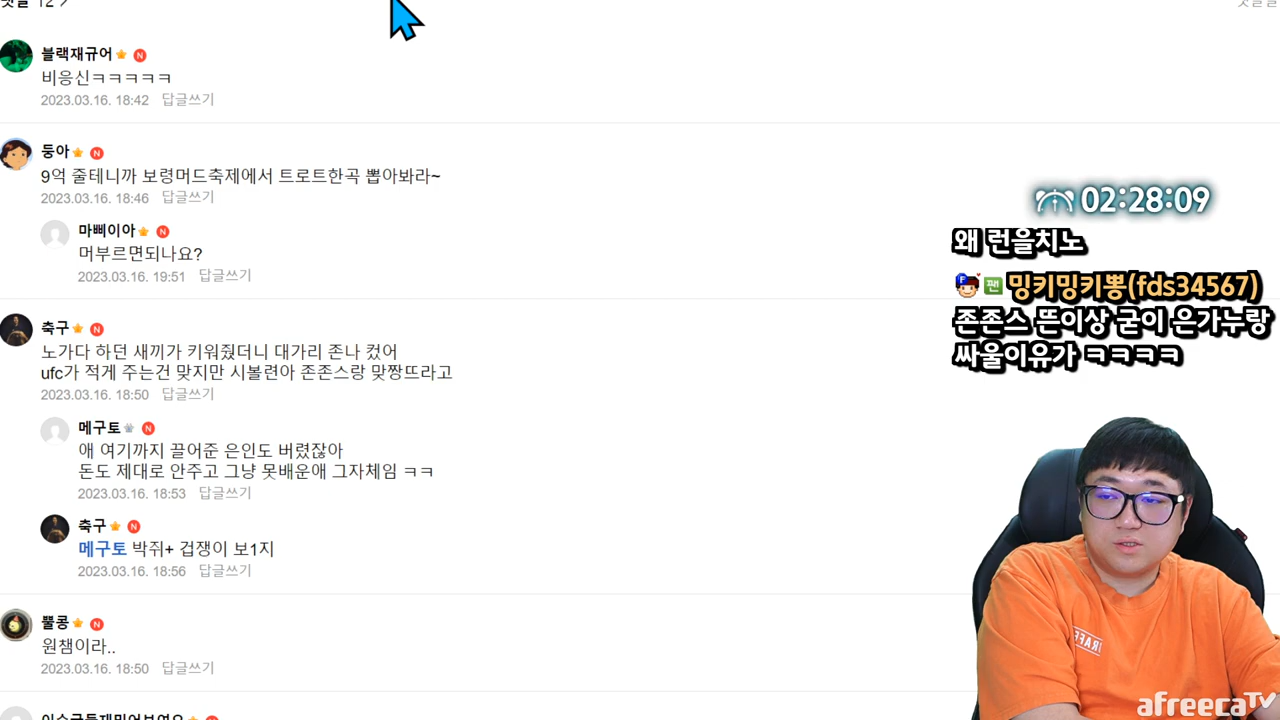 댓글 12
블랙재규어
비응신ㅋㅋㅋㅋㅋ
2023.03.16. 18:42 답글쓰기
둥아
9억 줄테니까 보령머드축제에서 트로트한곡 뽑아봐라~
2023.03.16. 18:46 답글쓰기
마삐이아
머부르면되나요?
2023.03.16. 19:51 답글쓰기
축구
노가다 하던 새끼가 키워줬더니 대가리 존나 컸어
ufc가 적게 주는건 맞지만 시볼련아 존존스랑 맞짱뜨라고
2023.03.16. 18:50 답글쓰기
메구토
애 여기까지 끌어준 은인도 버렸잖아
돈도 제대로 안주고 그냥 못배운애 그자체임 ㅋㅋ
2023.03.16. 18:53 답글쓰기
축구
메구토 박쥐+ 겁쟁이 보1지
2023.03.16. 18:56 답글쓰기
뿔콩
원챔이라..
2023.03.16. 18:50 답글쓰기
02:28:09
왜 런을치노
F 팬 밍키밍키뽕(fds34567)
존존스 뜬이상 굳이 은가누랑
싸울이유가 ㅋㅋㅋㅋ
afreecaTV